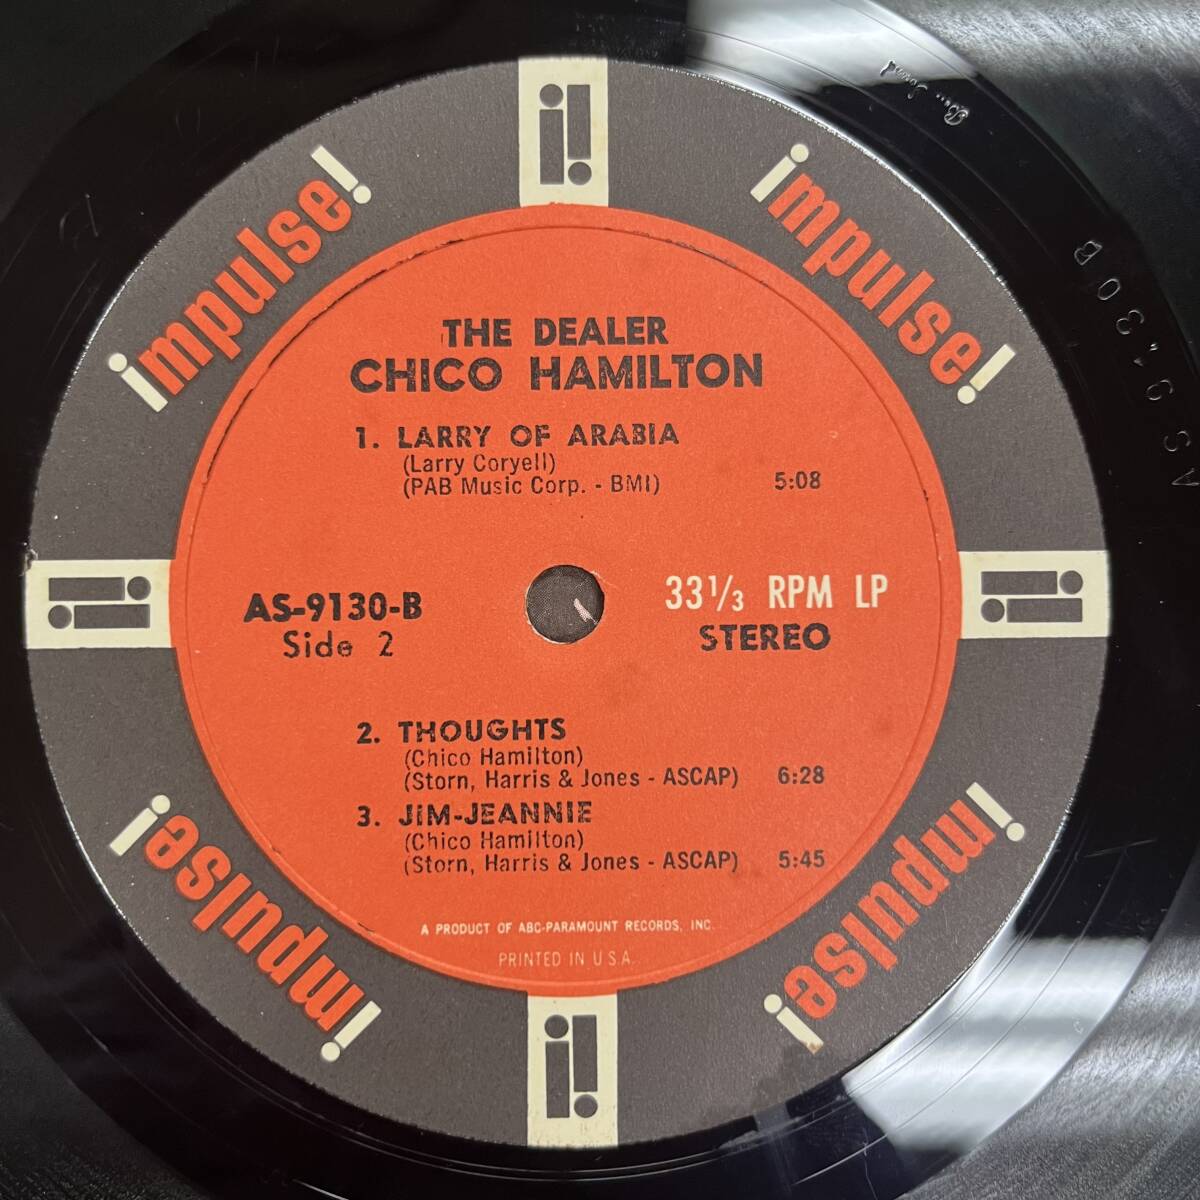 impulse!
impulse!
THE DEALER
CHICO HAMILTON
1. LARRY OF ARABIA
(Larry Coryell)
(PAB Music Corp. - BMI) 5:08
AS-9130-B
Side 2
33 1/3 RPM LP
STEREO
2. THOUGHTS
(Chico Hamilton)
(Storn, Harris & Jones - ASCAP) 6:28
3. JIM-JEANNIE
(Chico Hamilton)
(Storn, Harris & Jones - ASCAP) 5:45
A PRODUCT OF ABC-PARAMOUNT RECORDS, INC.
PRINTED IN U.S.A.
impulse!
impulse!
AS 9130 B